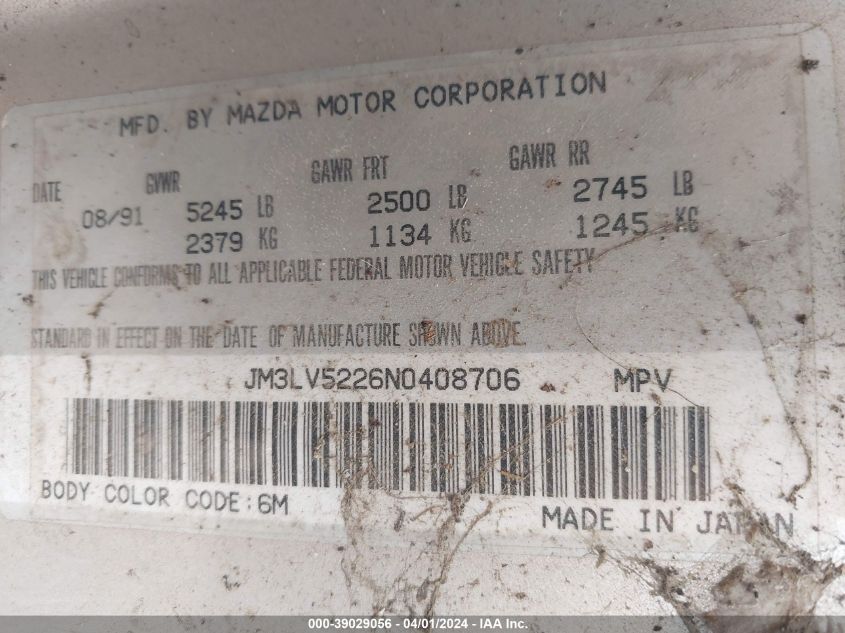 MFD. BY MAZDA MOTOR CORPORATION
DATE GVWR GAWR FRT GAWR RR
08/91 5245 LB 2500 LB 2745 LB
2379 KG 1134 KG 1245 KG
THIS VEHICLE CONFORMS TO ALL APPLICABLE FEDERAL MOTOR VEHICLE SAFETY
STANDARD IN EFFECT ON THE DATE OF MANUFACTURE SHOWN ABOVE.
JM3LV5226N0408706 MPV
BODY COLOR CODE:6M
MADE IN JAPAN
000-39029056 - 04/01/2024 - IAA Inc.